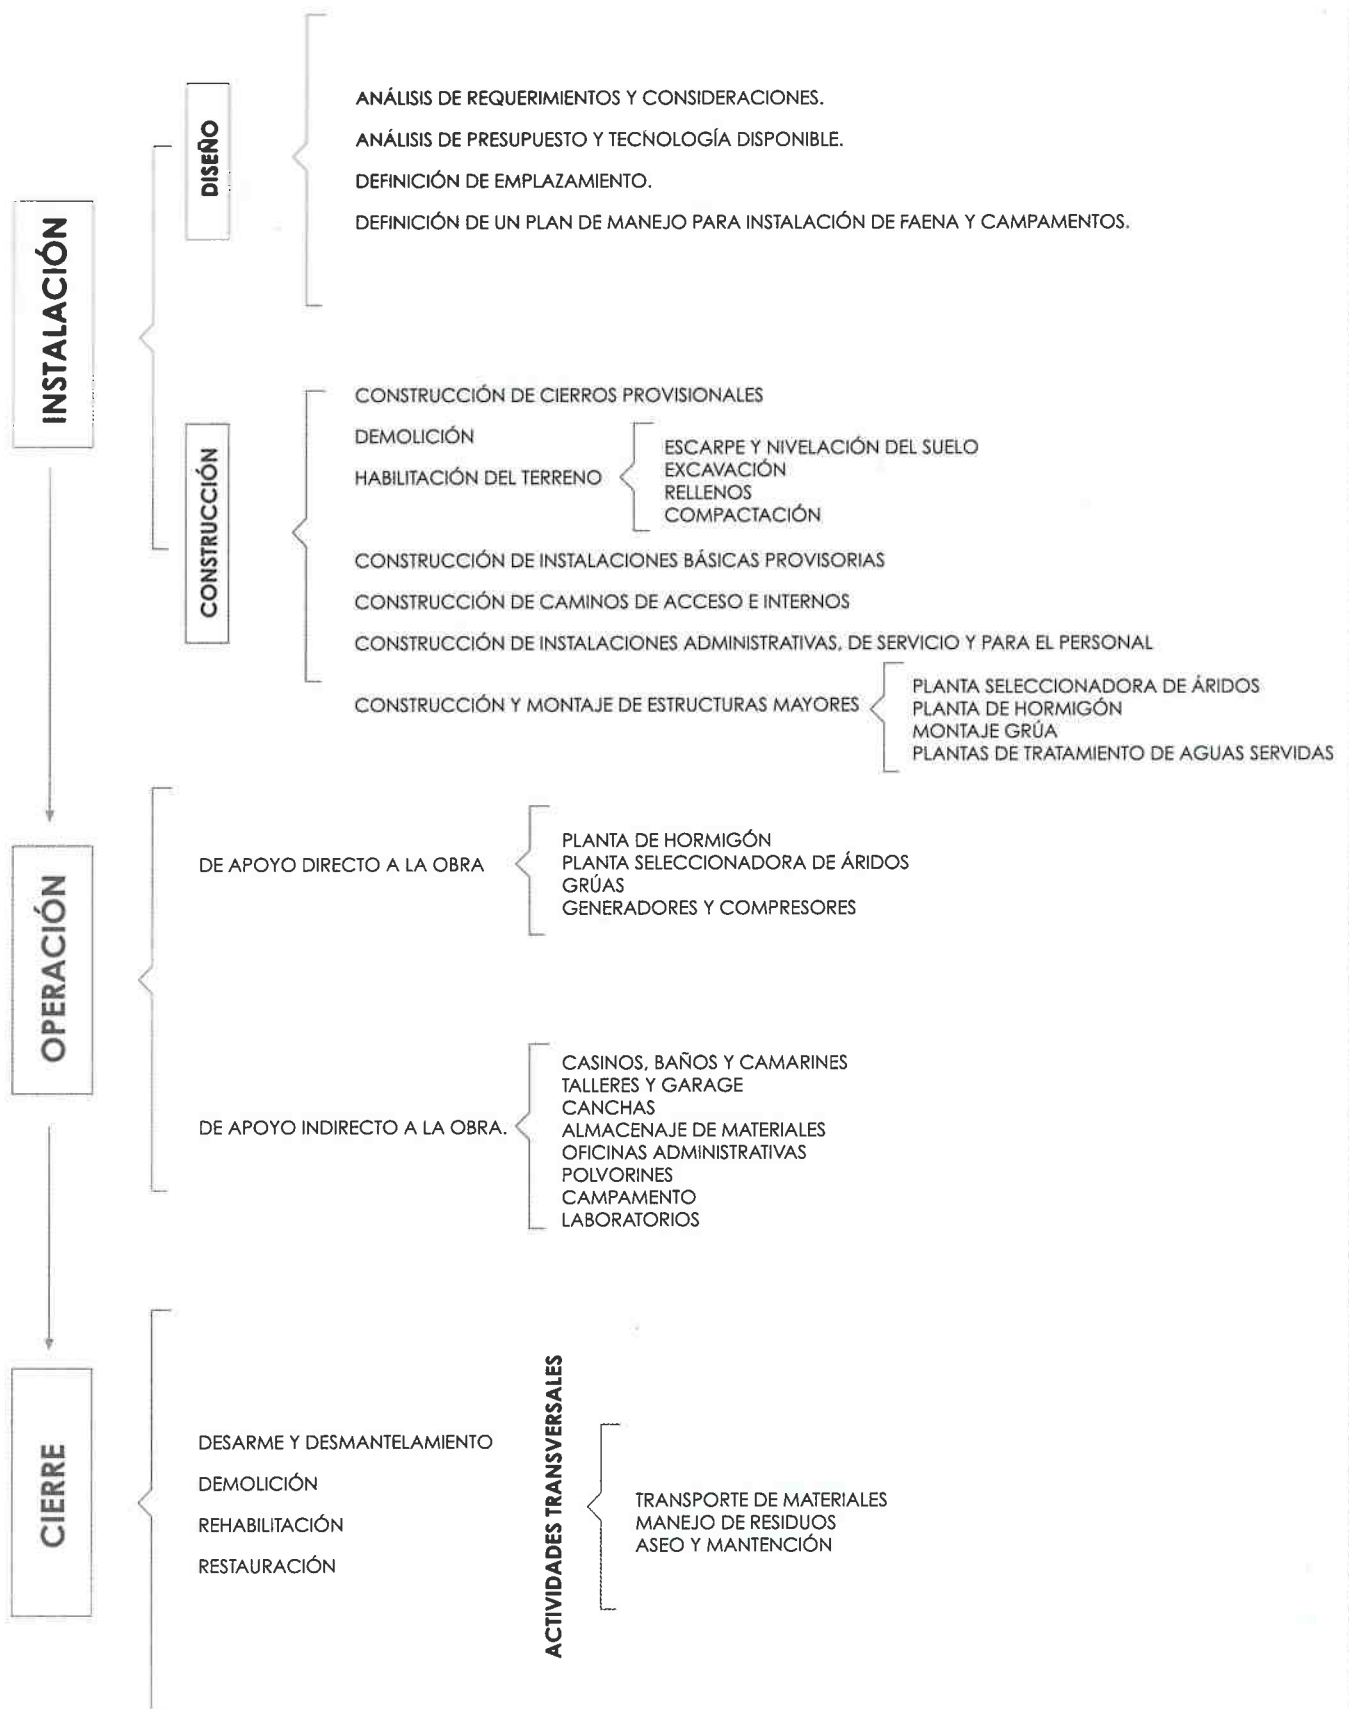 INSTALACIÓN
DISEÑO
ANÁLISIS DE REQUERIMIENTOS Y CONSIDERACIONES.
ANÁLISIS DE PRESUPUESTO Y TECNOLOGÍA DISPONIBLE.
DEFINICIÓN DE EMPLAZAMIENTO.
DEFINICIÓN DE UN PLAN DE MANEJO PARA INSTALACIÓN DE FAENA Y CAMPAMENTOS.
CONSTRUCCIÓN
CONSTRUCCIÓN DE CIERROS PROVISIONALES
DEMOLICIÓN
HABILITACIÓN DEL TERRENO
ESCARPE Y NIVELACIÓN DEL SUELO
EXCAVACIÓN
RELLENOS
COMPACTACIÓN
CONSTRUCCIÓN DE INSTALACIONES BÁSICAS PROVISORIAS
CONSTRUCCIÓN DE CAMINOS DE ACCESO E INTERNOS
CONSTRUCCIÓN DE INSTALACIONES ADMINISTRATIVAS, DE SERVICIO Y PARA EL PERSONAL
CONSTRUCCIÓN Y MONTAJE DE ESTRUCTURAS MAYORES
PLANTA SELECCIONADORA DE ÁRIDOS
PLANTA DE HORMIGÓN
MONTAJE GRÚA
PLANTAS DE TRATAMIENTO DE AGUAS SERVIDAS
OPERACIÓN
DE APOYO DIRECTO A LA OBRA
PLANTA DE HORMIGÓN
PLANTA SELECCIONADORA DE ÁRIDOS
GRÚAS
GENERADORES Y COMPRESORES
DE APOYO INDIRECTO A LA OBRA.
CASINOS, BAÑOS Y CAMARINES
TALLERES Y GARAGE
CANCHAS
ALMACENAJE DE MATERIALES
OFICINAS ADMINISTRATIVAS
POLVORINES
CAMPAMENTO
LABORATORIOS
CIERRE
DESARME Y DESMANTELAMIENTO
DEMOLICIÓN
REHABILITACIÓN
RESTAURACIÓN
ACTIVIDADES TRANSVERSALES
TRANSPORTE DE MATERIALES
MANEJO DE RESIDUOS
ASEO Y MANTENCIÓN